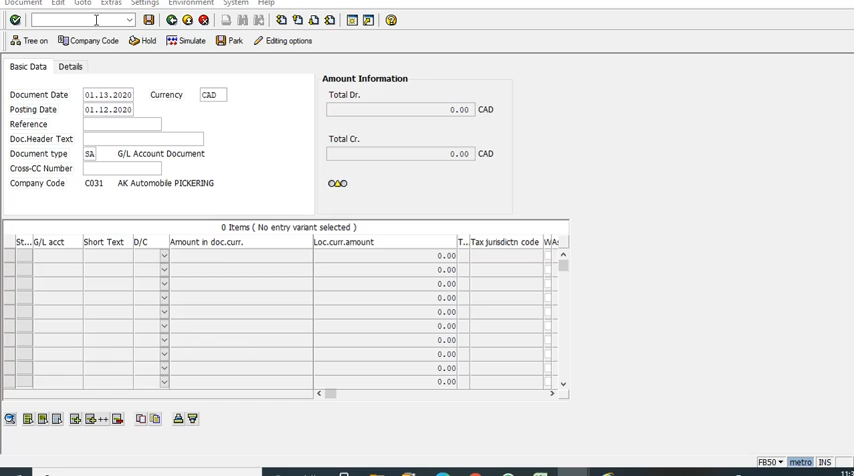 Document Edit Goto Extras Settings Environment System Help
Tree on Company Code Hold Simulate Park Editing options
Basic Data Details
Amount Information
Document Date 01.13.2020 Currency CAD
Total Dr.
Posting Date 01.12.2020
0.00 CAD
Reference
Doc.Header Text
Total Cr.
Document type SA G/L Account Document
0.00 CAD
Cross-CC Number
Company Code C031 AK Automobile PICKERING
0 Items ( No entry variant selected )
St... G/L acct Short Text D/C Amount in doc.curr. Loc.curr.amount T... Tax jurisdictn code W As
0.00
0.00
0.00
0.00
0.00
0.00
0.00
0.00
0.00
0.00
FB50 metro INS